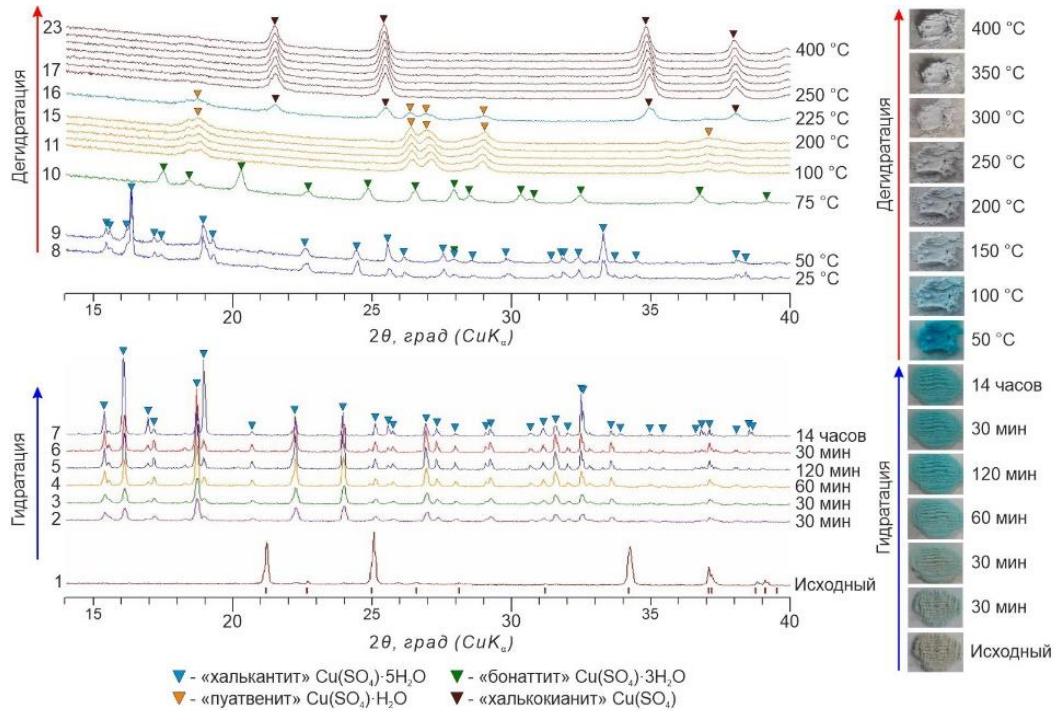 Дегидратация
23
17
16
15
11
10
9
8
400 °C
250 °C
225 °C
200 °C
100 °C
75 °C
50 °C
25 °C
15 20 25 30 35 40
2θ, град (CuKα)
Гидратация
7
6
5
4
3
2
1
14 часов
30 мин
120 мин
60 мин
30 мин
30 мин
Исходный
15 20 25 30 35 40
2θ, град (CuKα)
- «халькантит» Cu(SO₄)·5H₂O
- «бонаттит» Cu(SO₄)·3H₂O
- «пуатвенит» Cu(SO₄)·H₂O
- «халькокианит» Cu(SO₄)
Дегидратация
400 °C
350 °C
300 °C
250 °C
200 °C
150 °C
100 °C
50 °C
Гидратация
14 часов
30 мин
120 мин
60 мин
30 мин
30 мин
Исходный